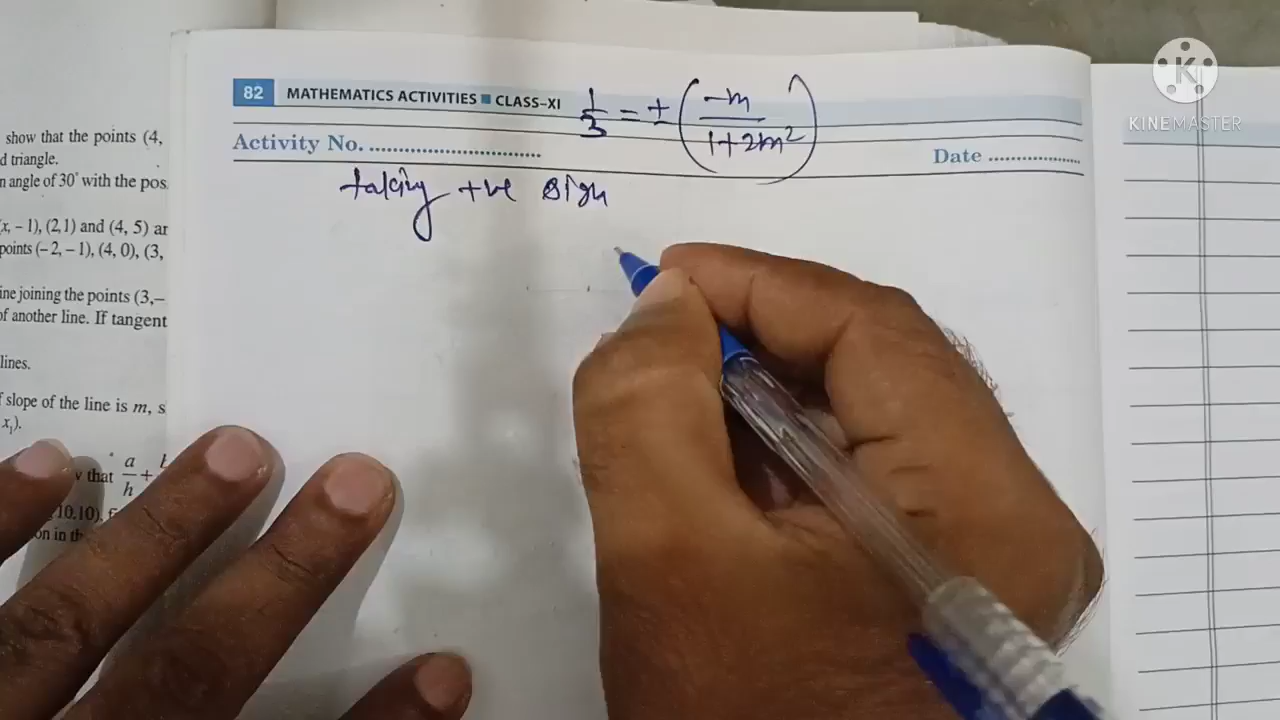 show that the points (4,
d triangle.
n angle of 30° with the pos
x, – 1), (2,1) and (4, 5) ar
points (– 2, – 1), (4, 0), (3,
ine joining the points (3,–
of another line. If tangent
lines.
f slope of the line is m, s
x₁).
v that a/h +
10.10), f
on in th
82 MATHEMATICS ACTIVITIES ■ CLASS–XI
1/3 = ± (-m/1+2m²)
Activity No. ............................ Date ...................
taking +ve sign
KINEMASTER